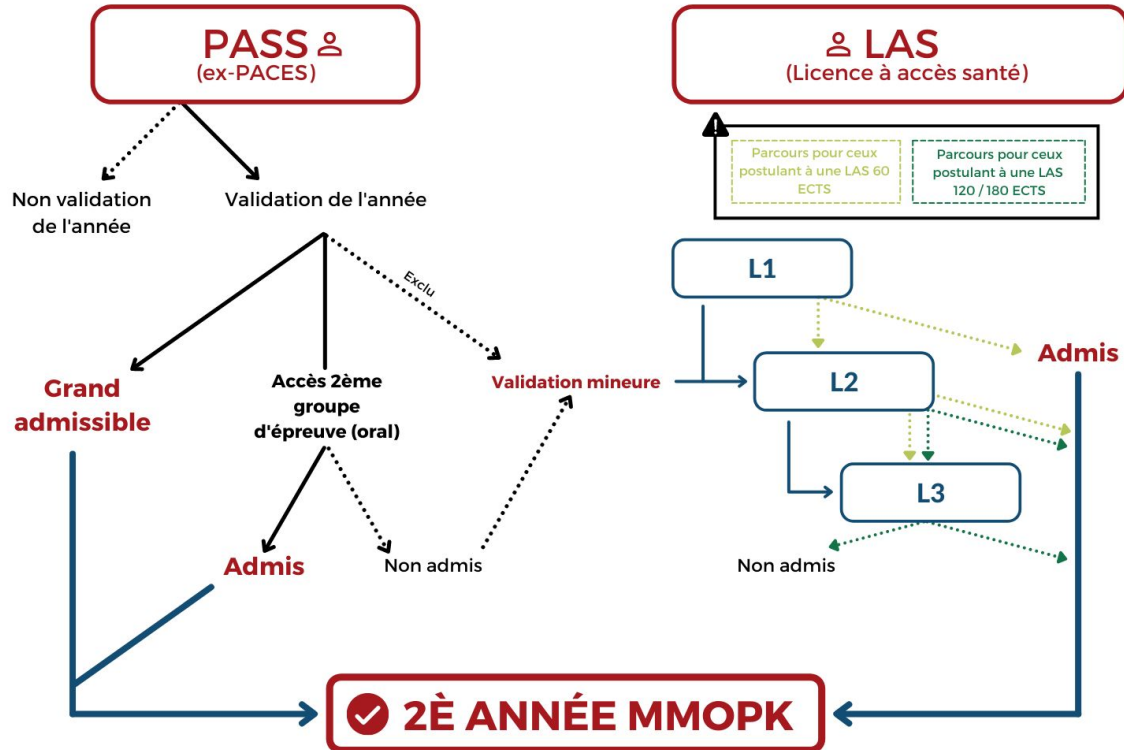 PASS
(ex-PACES)
LAS
(Licence à accès santé)
Parcours pour ceux
postulant à une LAS 60
ECTS
Parcours pour ceux
postulant à une LAS
120 / 180 ECTS
Non validation
de l'année
Validation de l'année
Exclu
L1
Admis
Grand
admissible
Accès 2ème
groupe
d'épreuve (oral)
Validation mineure
L2
L3
Admis
Non admis
Non admis
2È ANNÉE MMOPK